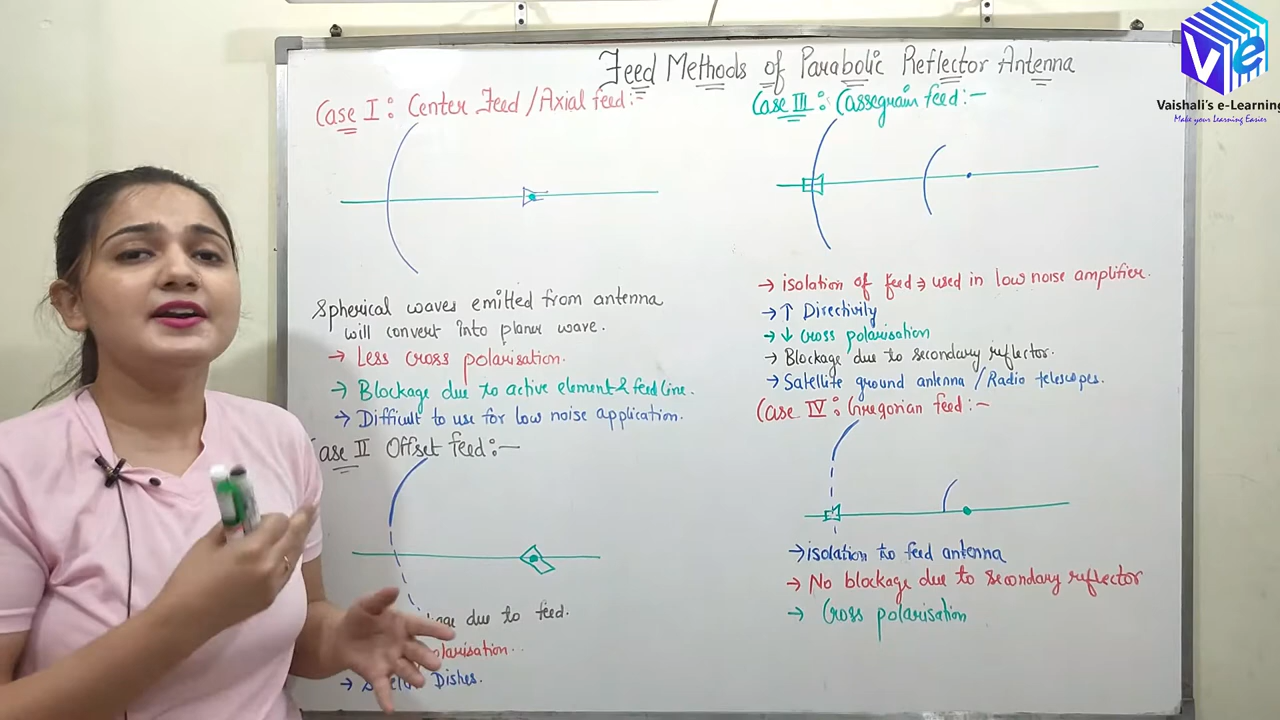 Feed Methods of Parabolic Reflector Antenna
Ve
Vaishali's e-Learning
Make your Learning Easier
Case I : Center Feed / Axial feed :-
Spherical waves emitted from antenna
will convert into planer wave.
→ Less cross polarisation.
→ Blockage due to active element & feed line.
→ Difficult to use for low noise application.
Case II Offset feed :-
due to feed.
→ Dishes.
Case III : Cassegrain feed :-
→ isolation of feed → used in low noise amplifier.
→ ↑ Directivity
→ ↓ cross polarisation
→ Blockage due to secondary reflector.
→ Satellite ground antenna / Radio telescopes.
Case IV : Gregorian feed :-
→ isolation to feed antenna
→ No blockage due to secondary reflector
→ Cross polarisation